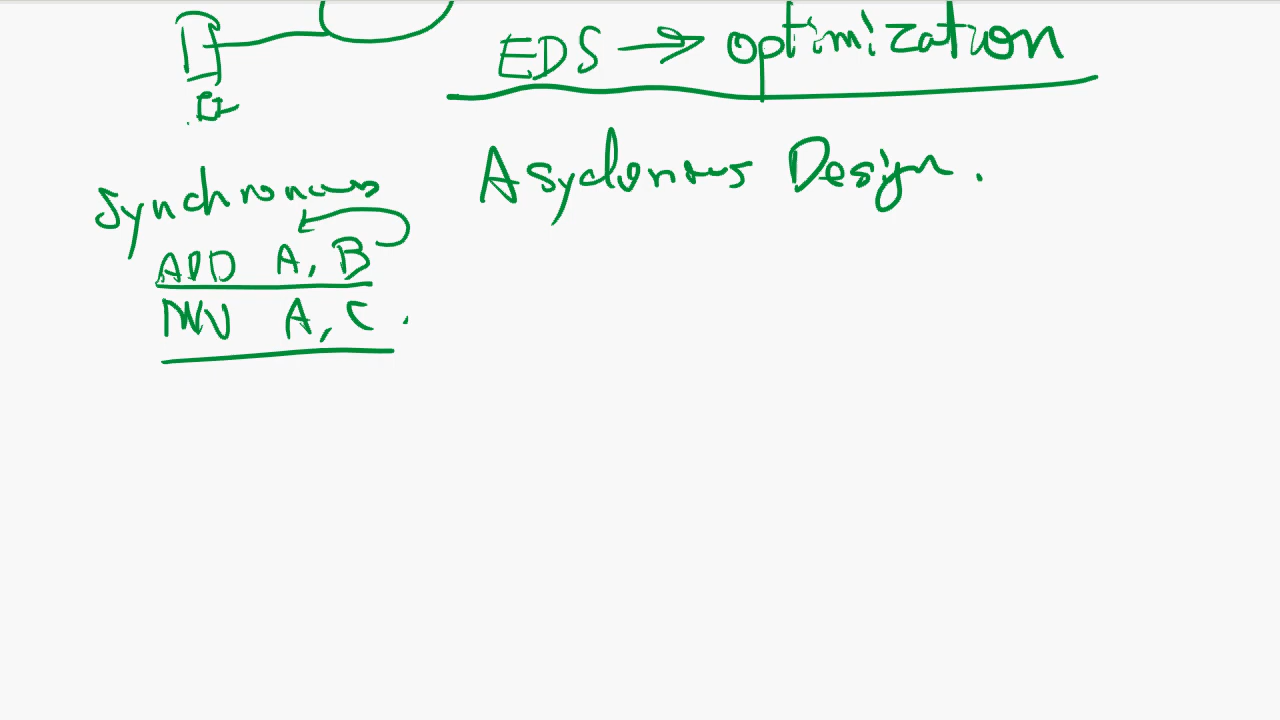 EDS → optimization
Asyclonous Design.
Synchronous
ADD A, B
MV A, C.